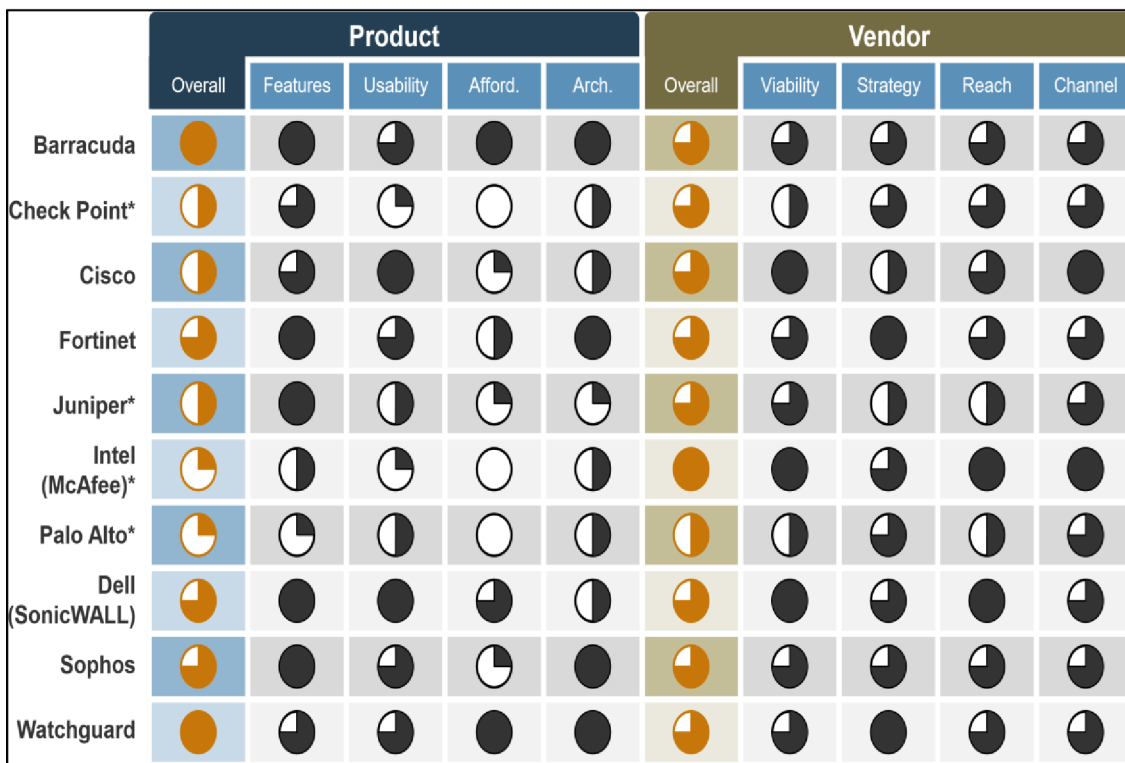 Product Vendor
Overall Features Usability Afford. Arch. Overall Viability Strategy Reach Channel
Barracuda
Check Point*
Cisco
Fortinet
Juniper*
Intel
(McAfee)*
Palo Alto*
Dell
(SonicWALL)
Sophos
Watchguard